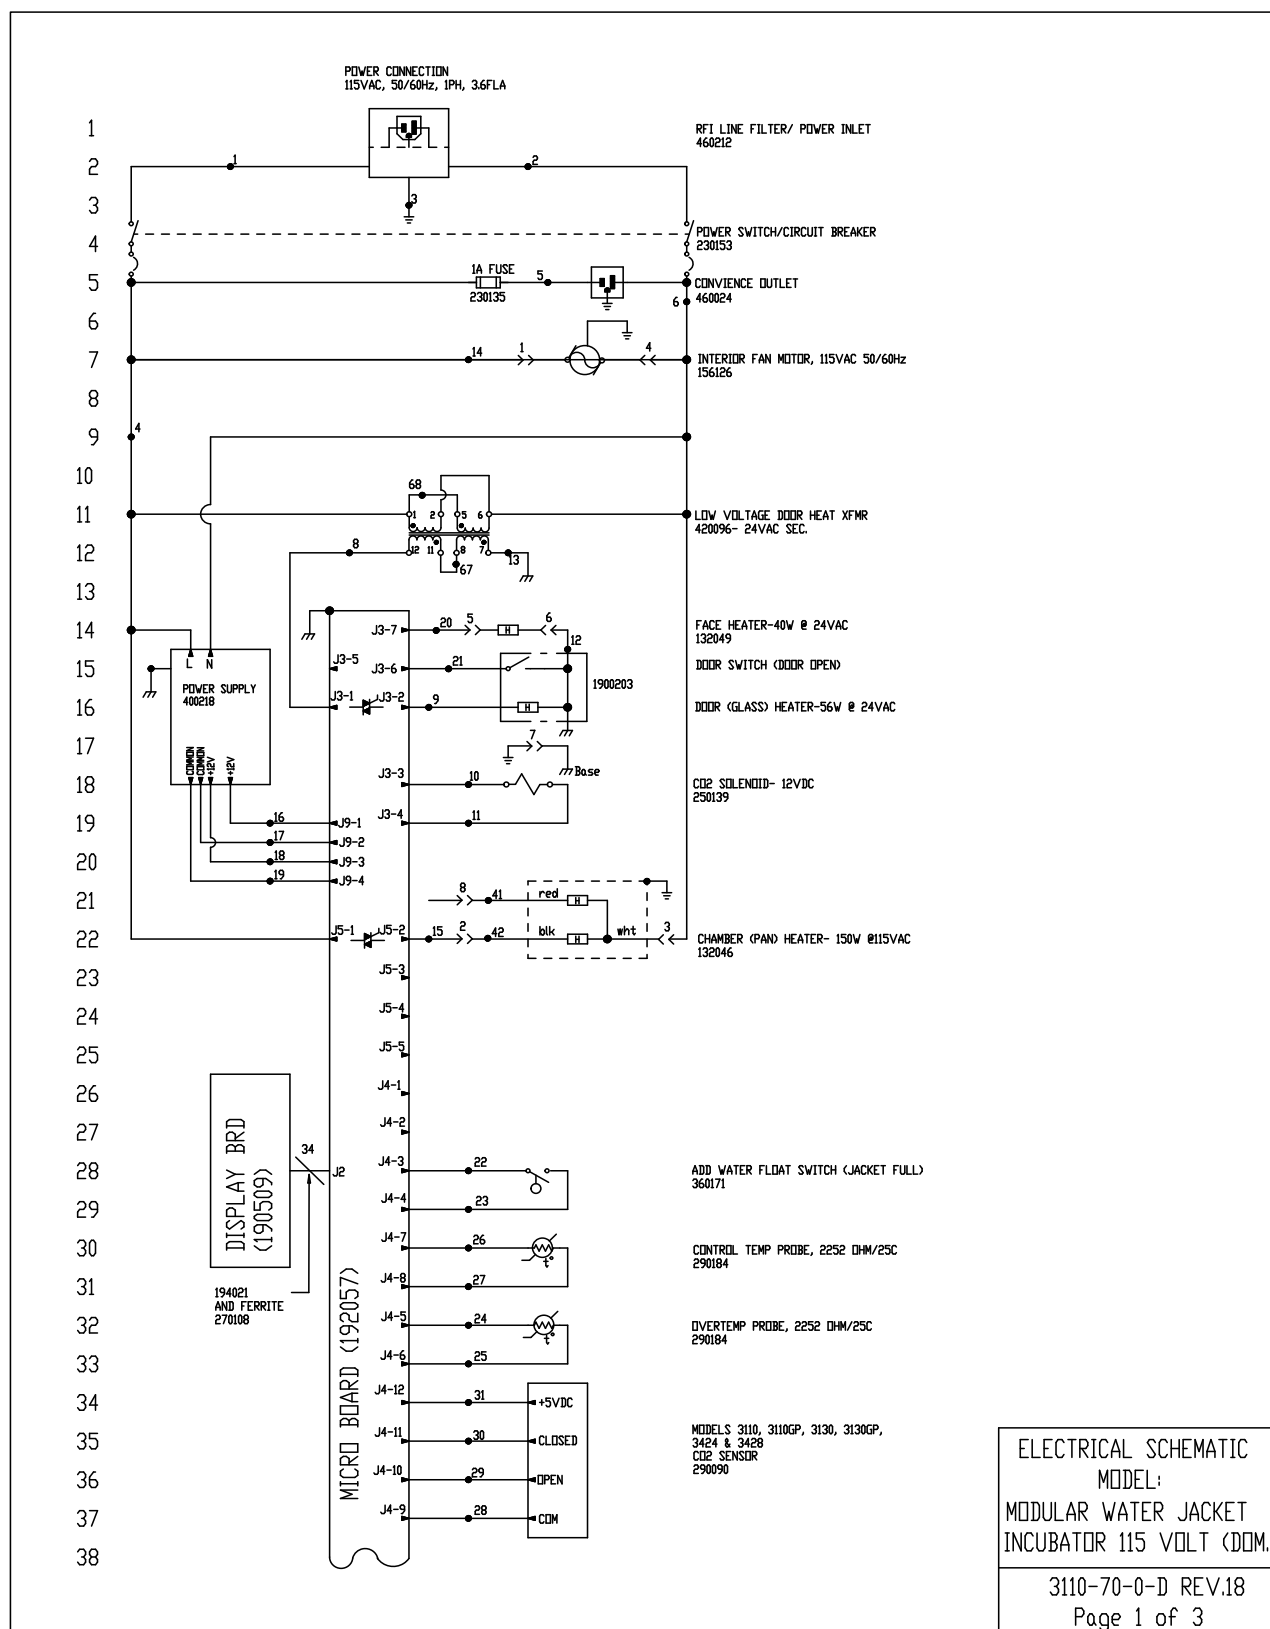 POWER CONNECTION
115VAC, 50/60Hz, 1PH, 3.6FLA
1
RFI LINE FILTER/ POWER INLET
460212
2
1
2
3
3
4
POWER SWITCH/CIRCUIT BREAKER
230153
5
1A FUSE
230135
5
CONVIENCE OUTLET
460024
6
6
7
14
1
4
INTERIOR FAN MOTOR, 115VAC 50/60Hz
156126
8
9
4
10
68
11
1
2
5
6
LOW VOLTAGE DOOR HEAT XFMR
420096- 24VAC SEC.
12
8
12
11
8
7
13
67
13
14
J3-7
20
5
6
12
FACE HEATER-40W @ 24VAC
132049
H
15
L N
J3-5
J3-6
21
DOOR SWITCH (DOOR OPEN)
POWER SUPPLY
400218
1900203
16
J3-1
J3-2
9
H
DOOR (GLASS) HEATER-56W @ 24VAC
17
7
COMMON
COMMON
+12V
+12V
Base
18
J3-3
10
CO2 SOLENOID- 12VDC
250139
19
16
J9-1
J3-4
11
17
J9-2
20
18
J9-3
19
J9-4
21
8
41
red
H
22
J5-1
J5-2
15
2
42
blk
H
wht
3
CHAMBER (PAN) HEATER- 150W @115VAC
132046
23
J5-3
24
J5-4
25
J5-5
26
J4-1
27
J4-2
28
DISPLAY BRD
(190509)
34
J2
J4-3
22
ADD WATER FLOAT SWITCH (JACKET FULL)
360171
29
J4-4
23
30
J4-7
26
t°
CONTROL TEMP PROBE, 2252 OHM/25C
290184
31
J4-8
27
194021
AND FERRITE
270108
MICRO BOARD (192057)
32
J4-5
24
t°
OVERTEMP PROBE, 2252 OHM/25C
290184
33
J4-6
25
34
J4-12
31
+5VDC
35
J4-11
30
CLOSED
MODELS 3110, 3110GP, 3130, 3130GP,
3424 & 3428
CO2 SENSOR
290090
36
J4-10
29
OPEN
37
J4-9
28
COM
38
ELECTRICAL SCHEMATIC
MODEL:
MODULAR WATER JACKET
INCUBATOR 115 VOLT (DOM.
3110-70-0-D REV.18
Page 1 of 3